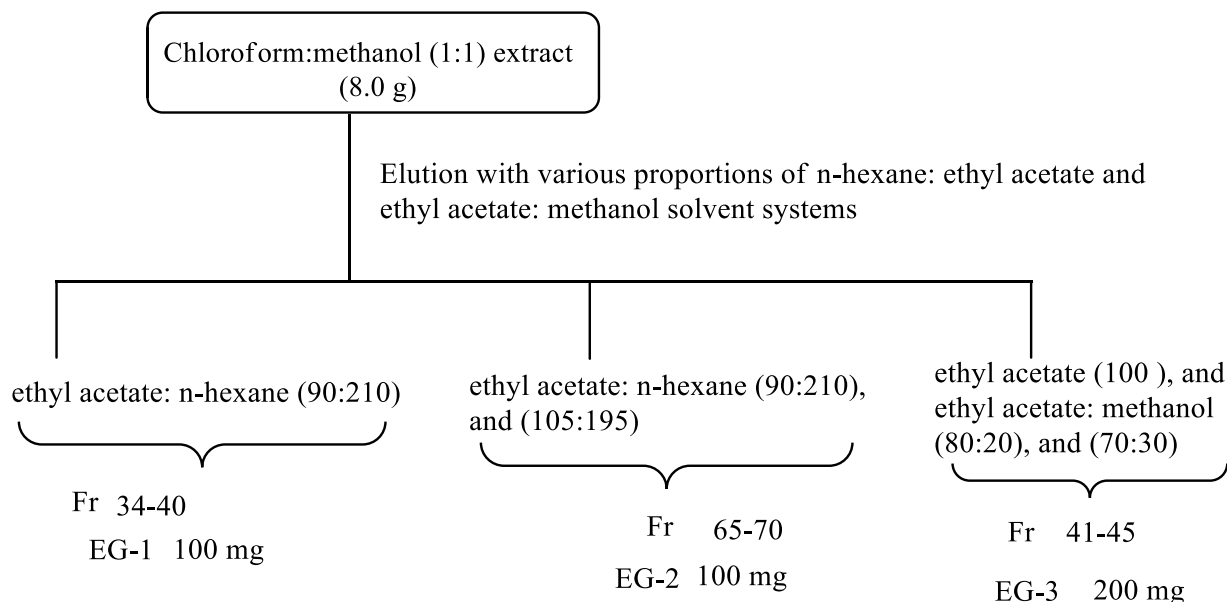 Chloroform:methanol (1:1) extract
(8.0 g)
Elution with various proportions of n-hexane: ethyl acetate and
ethyl acetate: methanol solvent systems
ethyl acetate: n-hexane (90:210)
Fr 34-40
EG-1 100 mg
ethyl acetate: n-hexane (90:210),
and (105:195)
Fr 65-70
EG-2 100 mg
ethyl acetate (100 ), and
ethyl acetate: methanol
(80:20), and (70:30)
Fr 41-45
EG-3 200 mg